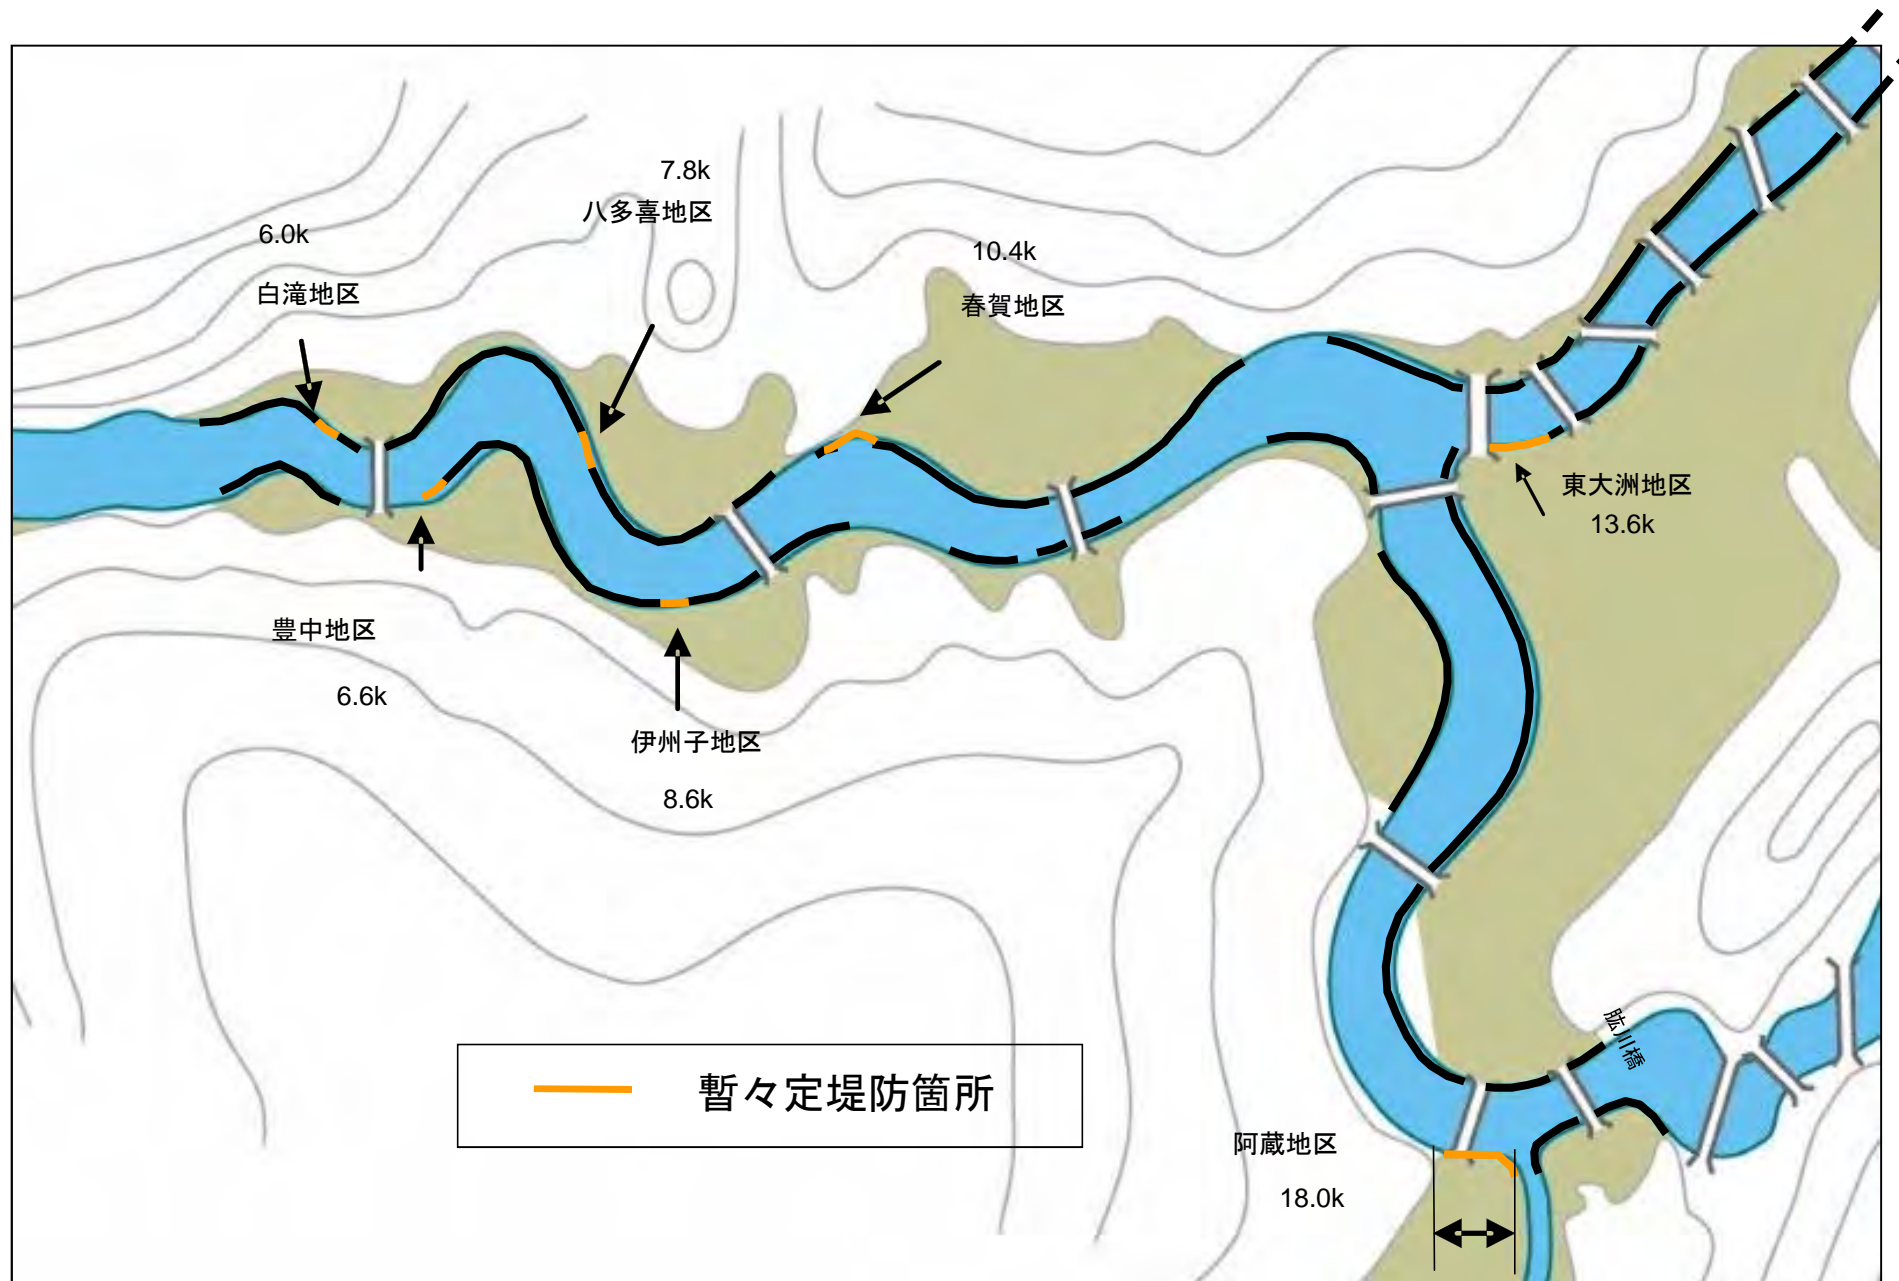 7.8k
八多喜地区
6.0k
白滝地区
10.4k
春賀地区
東大洲地区
13.6k
豊中地区
6.6k
伊州子地区
8.6k
肱川橋
暫々定堤防箇所
阿蔵地区
18.0k